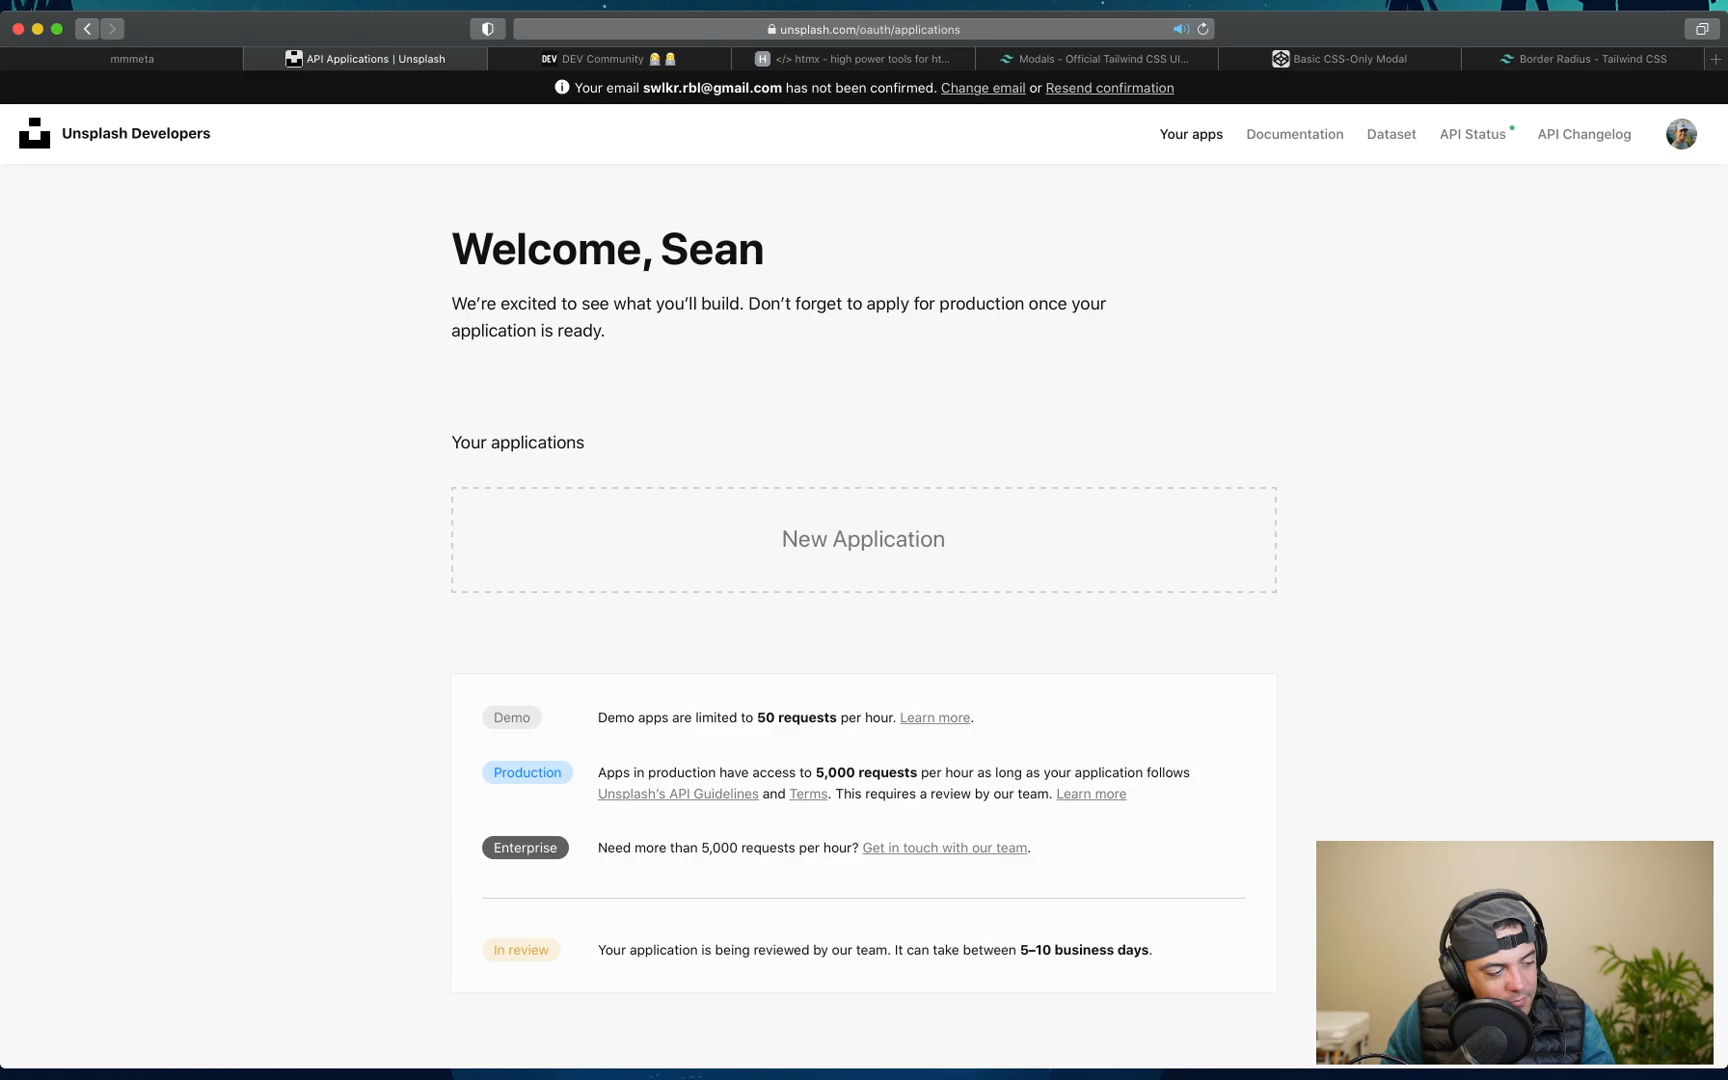 unsplash.com/oauth/applications
mmmeta
API Applications | Unsplash
DEV DEV Community 👩‍💻👨‍💻
H </> htmx - high power tools for ht...
Modals - Official Tailwind CSS UI...
Basic CSS-Only Modal
Border Radius - Tailwind CSS
Your email swlkr.rbl@gmail.com has not been confirmed. Change email or Resend confirmation
Unsplash Developers
Your apps
Documentation
Dataset
API Status
API Changelog
Welcome, Sean
We’re excited to see what you’ll build. Don’t forget to apply for production once your
application is ready.
Your applications
New Application
Demo
Demo apps are limited to 50 requests per hour. Learn more.
Production
Apps in production have access to 5,000 requests per hour as long as your application follows
Unsplash’s API Guidelines and Terms. This requires a review by our team. Learn more
Enterprise
Need more than 5,000 requests per hour? Get in touch with our team.
In review
Your application is being reviewed by our team. It can take between 5–10 business days.